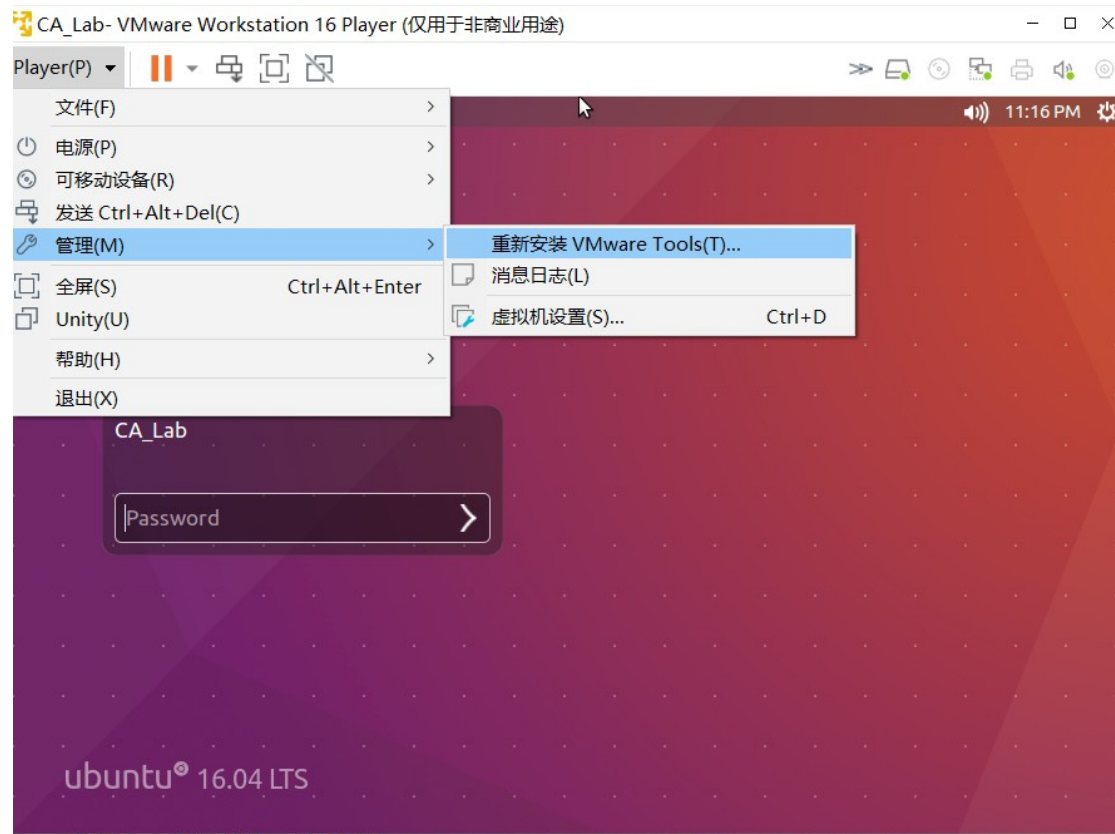 CA_Lab- VMware Workstation 16 Player (仅用于非商业用途)
Player(P)
11:16 PM
文件(F)
电源(P)
可移动设备(R)
发送 Ctrl+Alt+Del(C)
管理(M)
重新安装 VMware Tools(T)...
消息日志(L)
虚拟机设置(S)... Ctrl+D
全屏(S) Ctrl+Alt+Enter
Unity(U)
帮助(H)
退出(X)
CA_Lab
Password
ubuntu 16.04 LTS